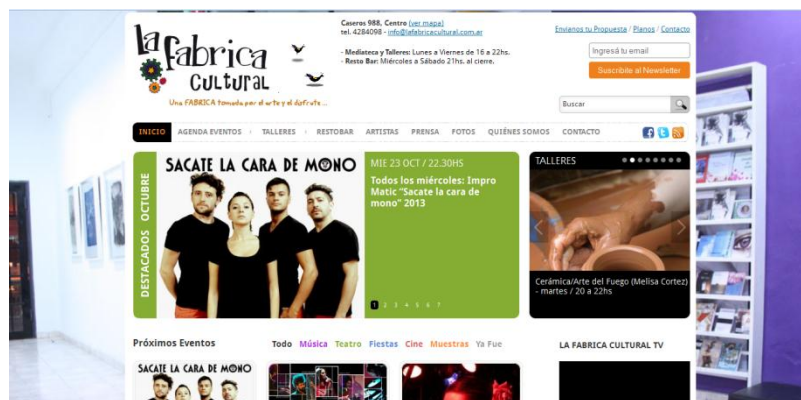 la fabrica
CULTURAL
Una FABRICA tomada por el arte y el disfrute ...
Caseros 988, Centro (ver mapa)
tel. 4284098 - info@lafabricacultural.com.ar
- Mediateca y Talleres: Lunes a Viernes de 16 a 22hs.
- Resto Bar: Miércoles a Sábado 21hs. al cierre.
Envianos tu Propuesta / Planos / Contacto
Ingresá tu email
Suscribite al Newsletter
Buscar
INICIO AGENDA EVENTOS TALLERES RESTOBAR ARTISTAS PRENSA FOTOS QUIÉNES SOMOS CONTACTO
DESTACADOS OCTUBRE
SACATE LA CARA DE MONO
MIE 23 OCT / 22.30HS
Todos los miércoles: Impro
Matic "Sacate la cara de
mono" 2013
1 2 3 4 5 6 7
TALLERES
Cerámica/Arte del Fuego (Melisa Cortez)
- martes / 20 a 22hs
Próximos Eventos
Todo Música Teatro Fiestas Cine Muestras Ya Fue
LA FABRICA CULTURAL TV
SACATE LA CARA DE MONO